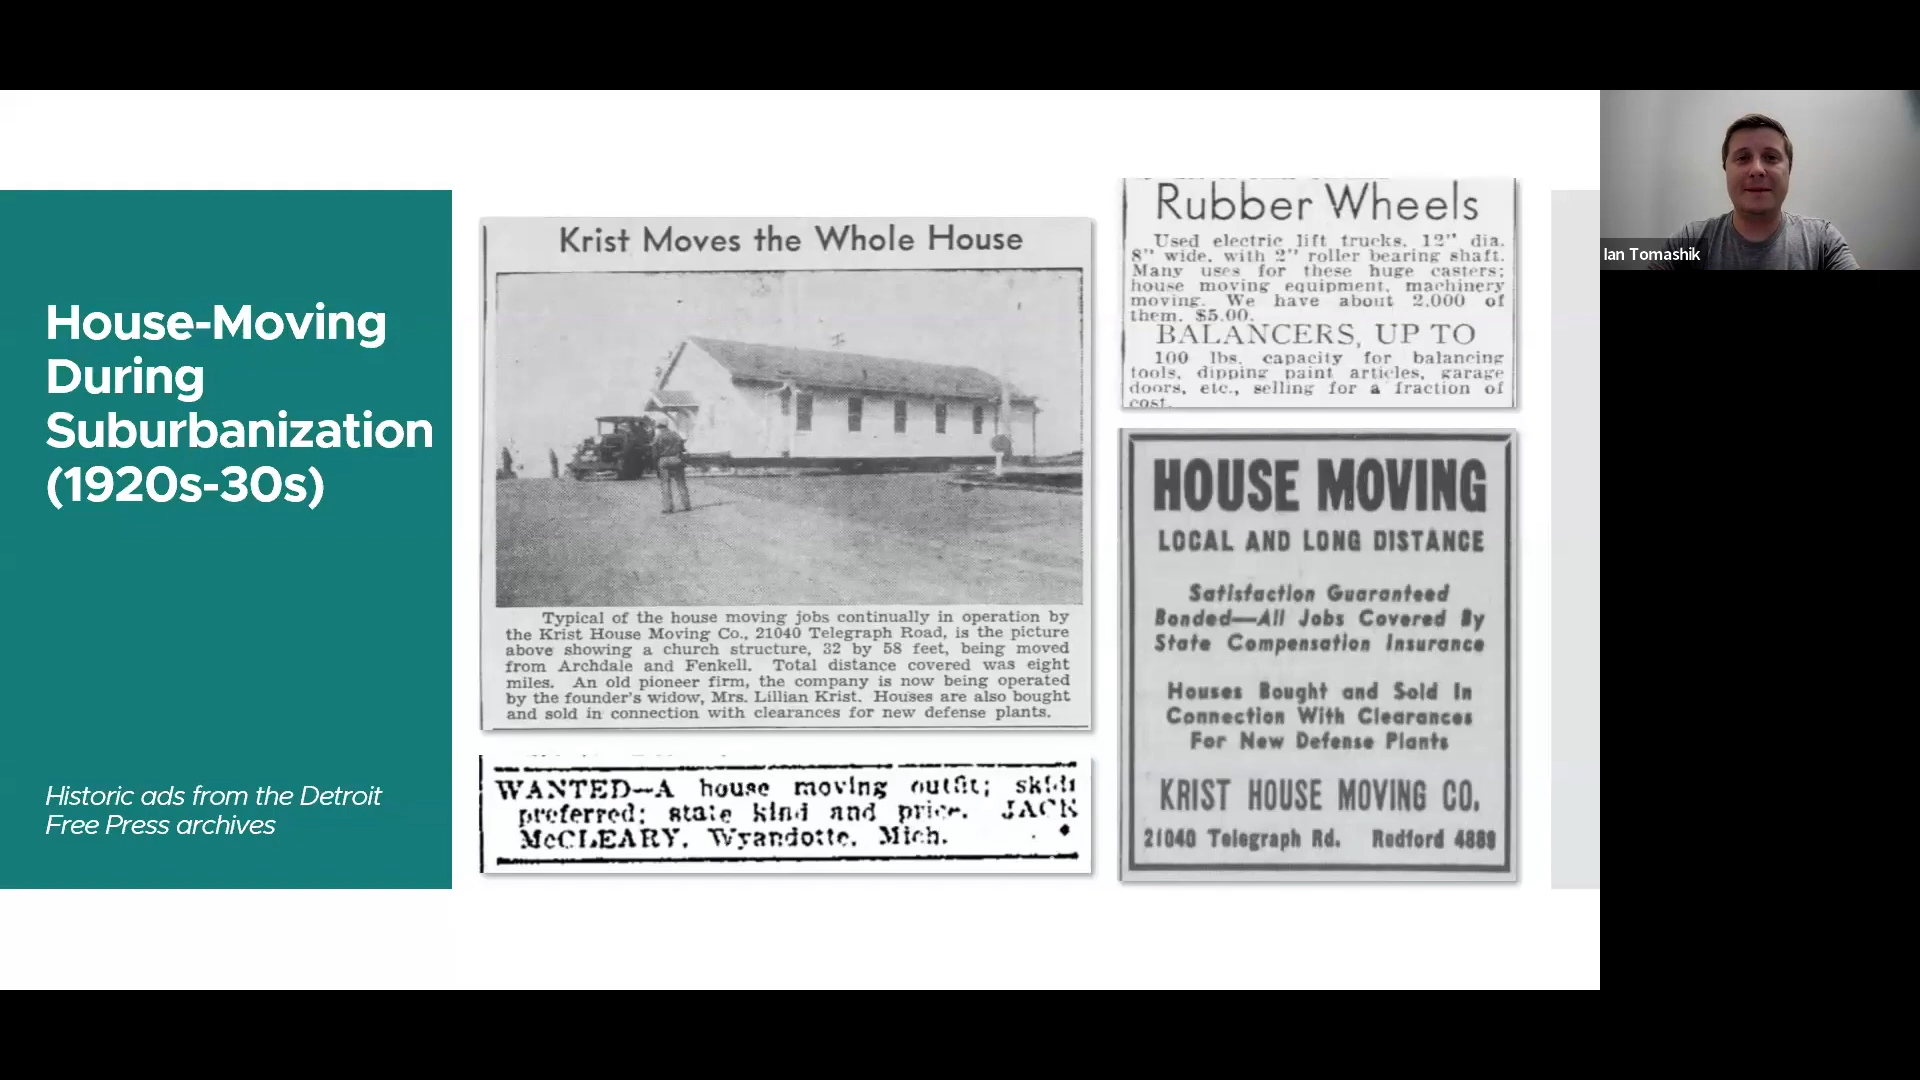 House-Moving
During
Suburbanization
(1920s-30s)
Historic ads from the Detroit
Free Press archives
Krist Moves the Whole House
Typical of the house moving jobs continually in operation by
the Krist House Moving Co., 21040 Telegraph Road, is the picture
above showing a church structure, 32 by 58 feet, being moved
from Archdale and Fenkell. Total distance covered was eight
miles. An old pioneer firm, the company is now being operated
by the founder's widow, Mrs. Lillian Krist. Houses are also bought
and sold in connection with clearances for new defense plants.
WANTED—A house moving outfit; skids
preferred; state kind and price. JACK
McCLEARY, Wyandotte, Mich.
Rubber Wheels
Used electric lift trucks, 12" dia.
8" wide, with 2" roller bearing shaft.
Many uses for these huge casters;
house moving equipment, machinery
moving. We have about 2,000 of
them. $5.00.
BALANCERS, UP TO
100 lbs. capacity for balancing
tools, dipping paint articles, garage
doors, etc., selling for a fraction of
cost.
HOUSE MOVING
LOCAL AND LONG DISTANCE
Satisfaction Guaranteed
Bonded—All Jobs Covered By
State Compensation Insurance
Houses Bought and Sold In
Connection With Clearances
For New Defense Plants
KRIST HOUSE MOVING CO.
21040 Telegraph Rd. Redford 4889
Ian Tomashik